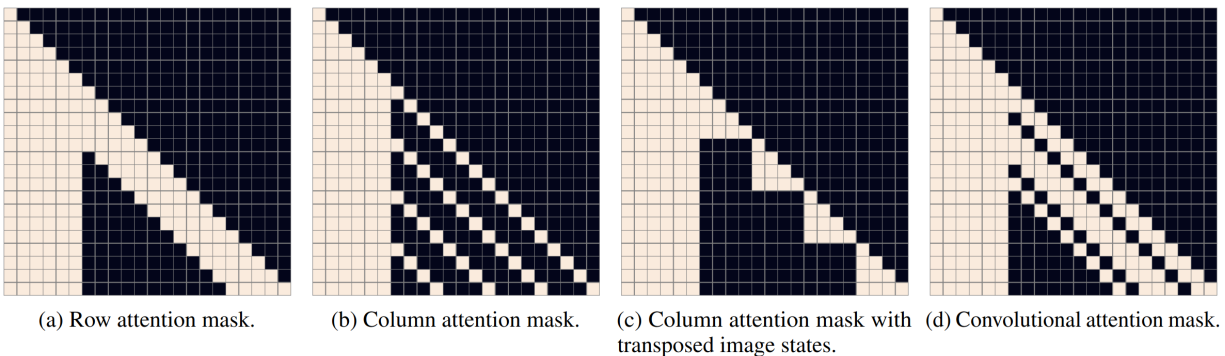 (a) Row attention mask.
(b) Column attention mask.
(c) Column attention mask with
transposed image states.
(d) Convolutional attention mask.